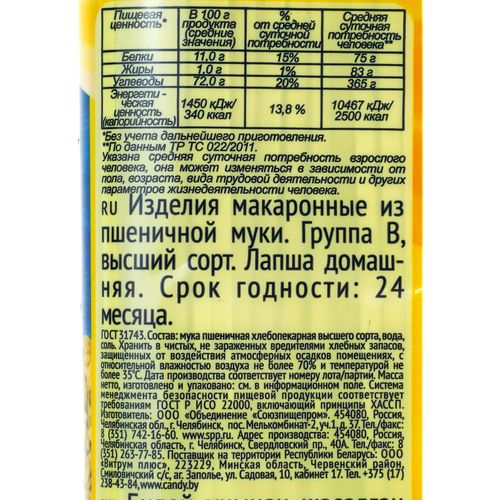 Пищевая ценность* В 100 г продукта (средние значения) % от средней суточной потребности Средняя суточная потребность человека**
Белки 11,0 г 15% 75 г
Жиры 1,0 г 1% 83 г
Углеводы 72,0 г 20% 365 г
Энергетическая ценность (калорийность) 1450 кДж/ 340 ккал 13,8 % 10467 кДж/ 2500 ккал
*Без учета дальнейшего приготовления.
**По данным ТР ТС 022/2011.
Указана средняя суточная потребность взрослого
человека, она может изменяться в зависимости от
пола, возраста, вида трудовой деятельности и других
параметров жизнедеятельности человека.
RU Изделия макаронные из
пшеничной муки. Группа В,
высший сорт. Лапша домаш-
няя. Срок годности: 24
месяца.
ГОСТ 31743. Состав: мука пшеничная хлебопекарная высшего сорта, вода,
соль. Хранить в чистых, не зараженных вредителями хлебных запасов,
защищенных от воздействия атмосферных осадков помещениях, с
относительной влажностью воздуха не более 70% и температурой не
более 35°С. Дата производства соответствует номеру лота/партии. Масса
нетто, изготовлено и упаковано: см. в информационном поле. Система
менеджмента безопасности пищевой продукции соответствует
требованиям ГОСТ Р ИСО 22000, включающий принципы ХАССП.
Изготовитель: ООО «Объединение «Союзпищепром», 454080, Россия,
Челябинская обл., г. Челябинск, пос. Мелькомбинат-2, уч.1, д.37. Тел./факс:
8 (351) 742-16-60. www.spp.ru. Адрес производства: 454080, Россия,
Челябинская область, г. Челябинск, Свердловский тракт, 40А. Тел./факс: 8
(351) 263-77-85. Поставщик на территории Республики Беларусь: ООО
«Витрум плюс», 223229, Минская область, Червенский район,
Смиловичский с/с, 41, аг. Заполье, ул. Садовая, 10, кабинет 17. Тел. +375 (17)
238-43-84, www.candy.by